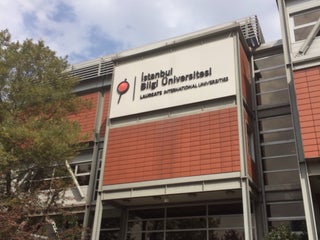 İstanbul
Bilgi Üniversitesi
LAUREATE INTERNATIONAL UNIVERSITIES